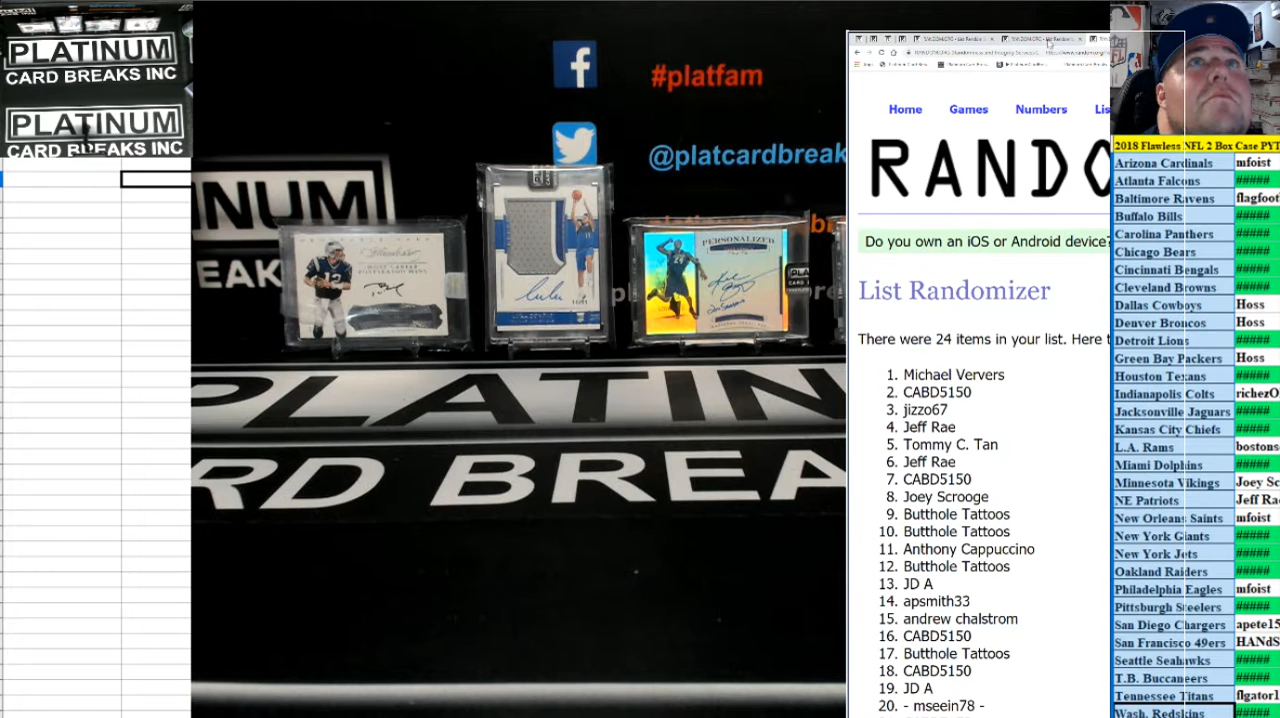 PLATINUM
CARD BREAKS INC
PLATINUM
CARD BREAKS INC
#platfam
@platcardbreak
NUM
BREAK
PLATIN
RD BREA
PERSONALIZED
Home Games Numbers Lis
RANDO
Do you own an iOS or Android device?
List Randomizer
There were 24 items in your list. Here t
1. Michael Ververs
2. CABD5150
3. jizzo67
4. Jeff Rae
5. Tommy C. Tan
6. Jeff Rae
7. CABD5150
8. Joey Scrooge
9. Butthole Tattoos
10. Butthole Tattoos
11. Anthony Cappuccino
12. Butthole Tattoos
13. JD A
14. apsmith33
15. andrew chalstrom
16. CABD5150
17. Butthole Tattoos
18. CABD5150
19. JD A
20. - mseein78 -
2018 Flawless NFL 2 Box Case PYT
Arizona Cardinals mfoist
Atlanta Falcons #####
Baltimore Ravens flagfoot
Buffalo Bills #####
Carolina Panthers #####
Chicago Bears #####
Cincinnati Bengals #####
Cleveland Browns #####
Dallas Cowboys Hoss
Denver Broncos Hoss
Detroit Lions #####
Green Bay Packers Hoss
Houston Texans #####
Indianapolis Colts richezO
Jacksonville Jaguars #####
Kansas City Chiefs #####
L.A. Rams bostons
Miami Dolphins #####
Minnesota Vikings Joey Sc
NE Patriots Jeff Ra
New Orleans Saints mfoist
New York Giants #####
New York Jets #####
Oakland Raiders #####
Philadelphia Eagles mfoist
Pittsburgh Steelers #####
San Diego Chargers apete15
San Francisco 49ers HANdS
Seattle Seahawks #####
T.B. Buccaneers #####
Tennessee Titans flgator1
Wash. Redskins #####